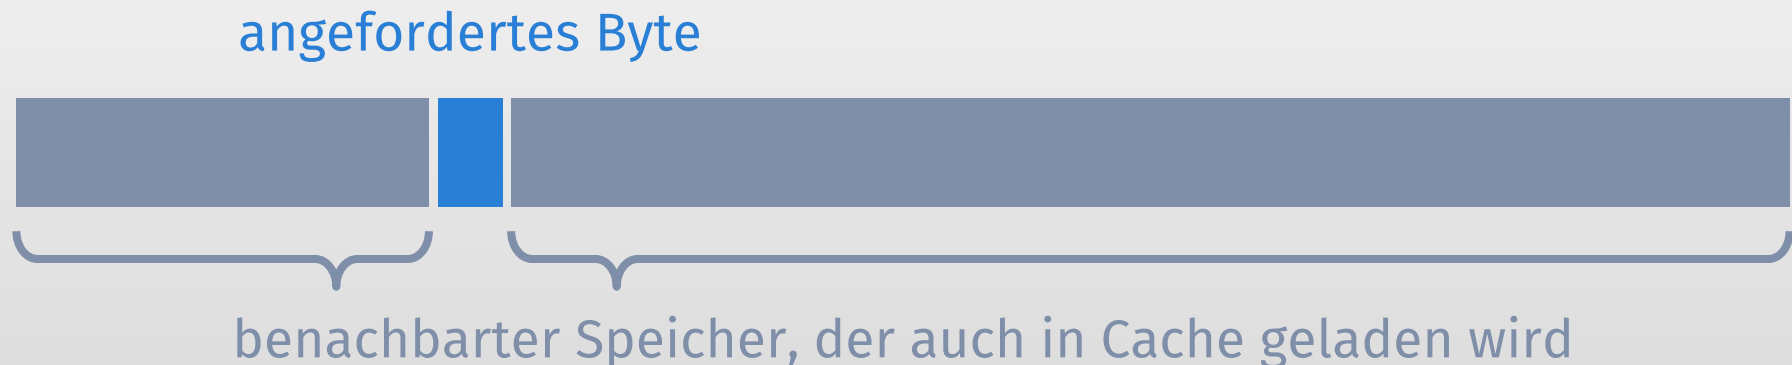 angefordertes Byte
benachbarter Speicher, der auch in Cache geladen wird